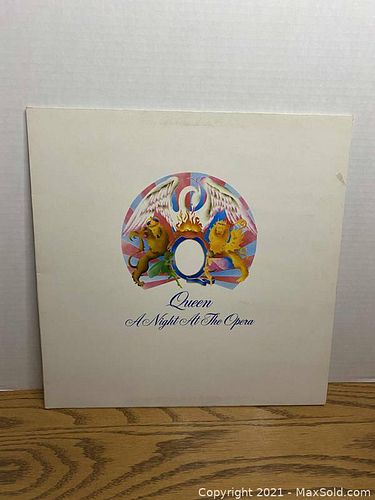 Queen
A Night At The Opera
Copyright 2021 - MaxSold.com